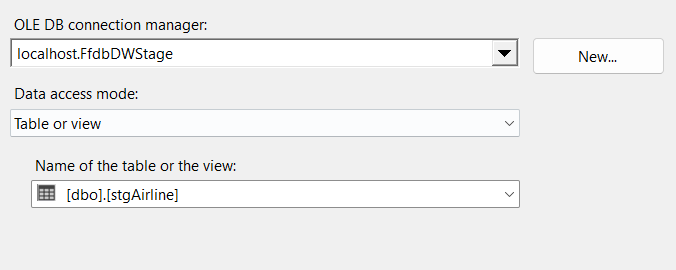 OLE DB connection manager:
localhost.FfdbDWStage
New...
Data access mode:
Table or view
Name of the table or the view:
[dbo].[stgAirline]